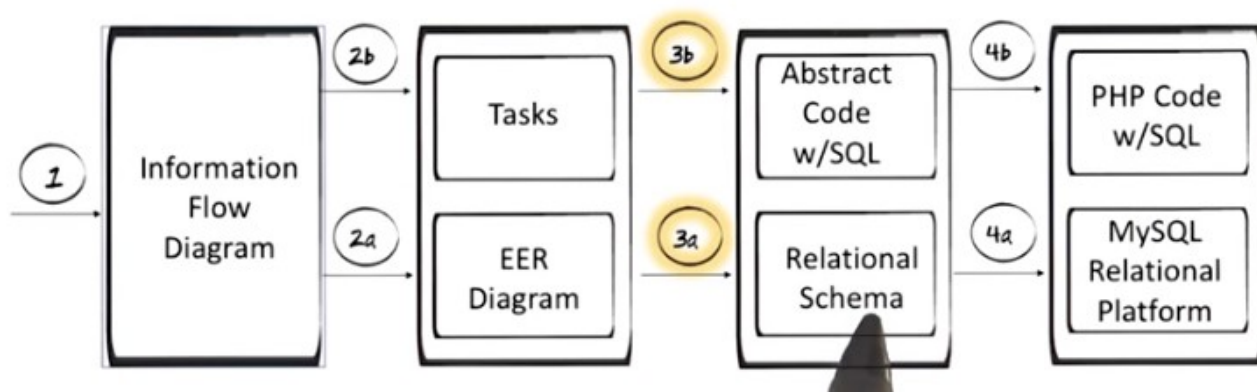 1
Information
Flow
Diagram
2b
2a
Tasks
EER
Diagram
3b
3a
Abstract
Code
w/SQL
Relational
Schema
4b
4a
PHP Code
w/SQL
MySQL
Relational
Platform